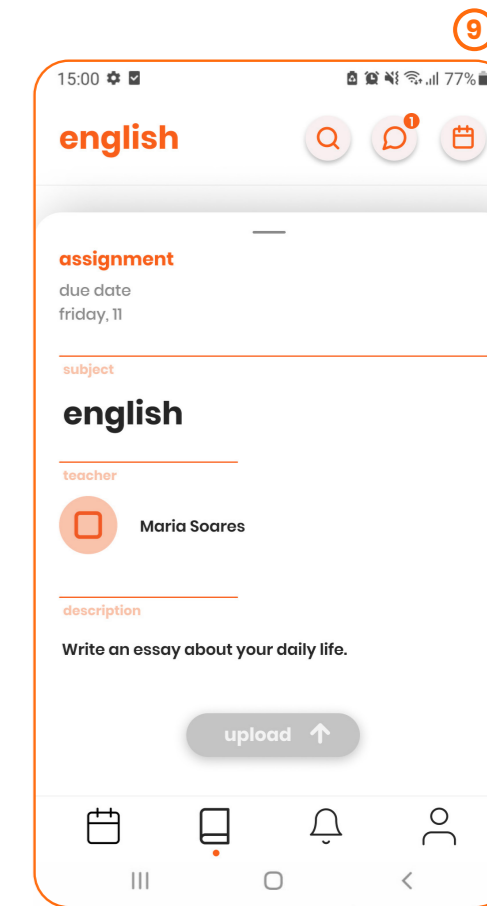 9
15:00 77%
english
1
assignment
due date
friday, 11
subject
english
teacher
Maria Soares
description
Write an essay about your daily life.
upload